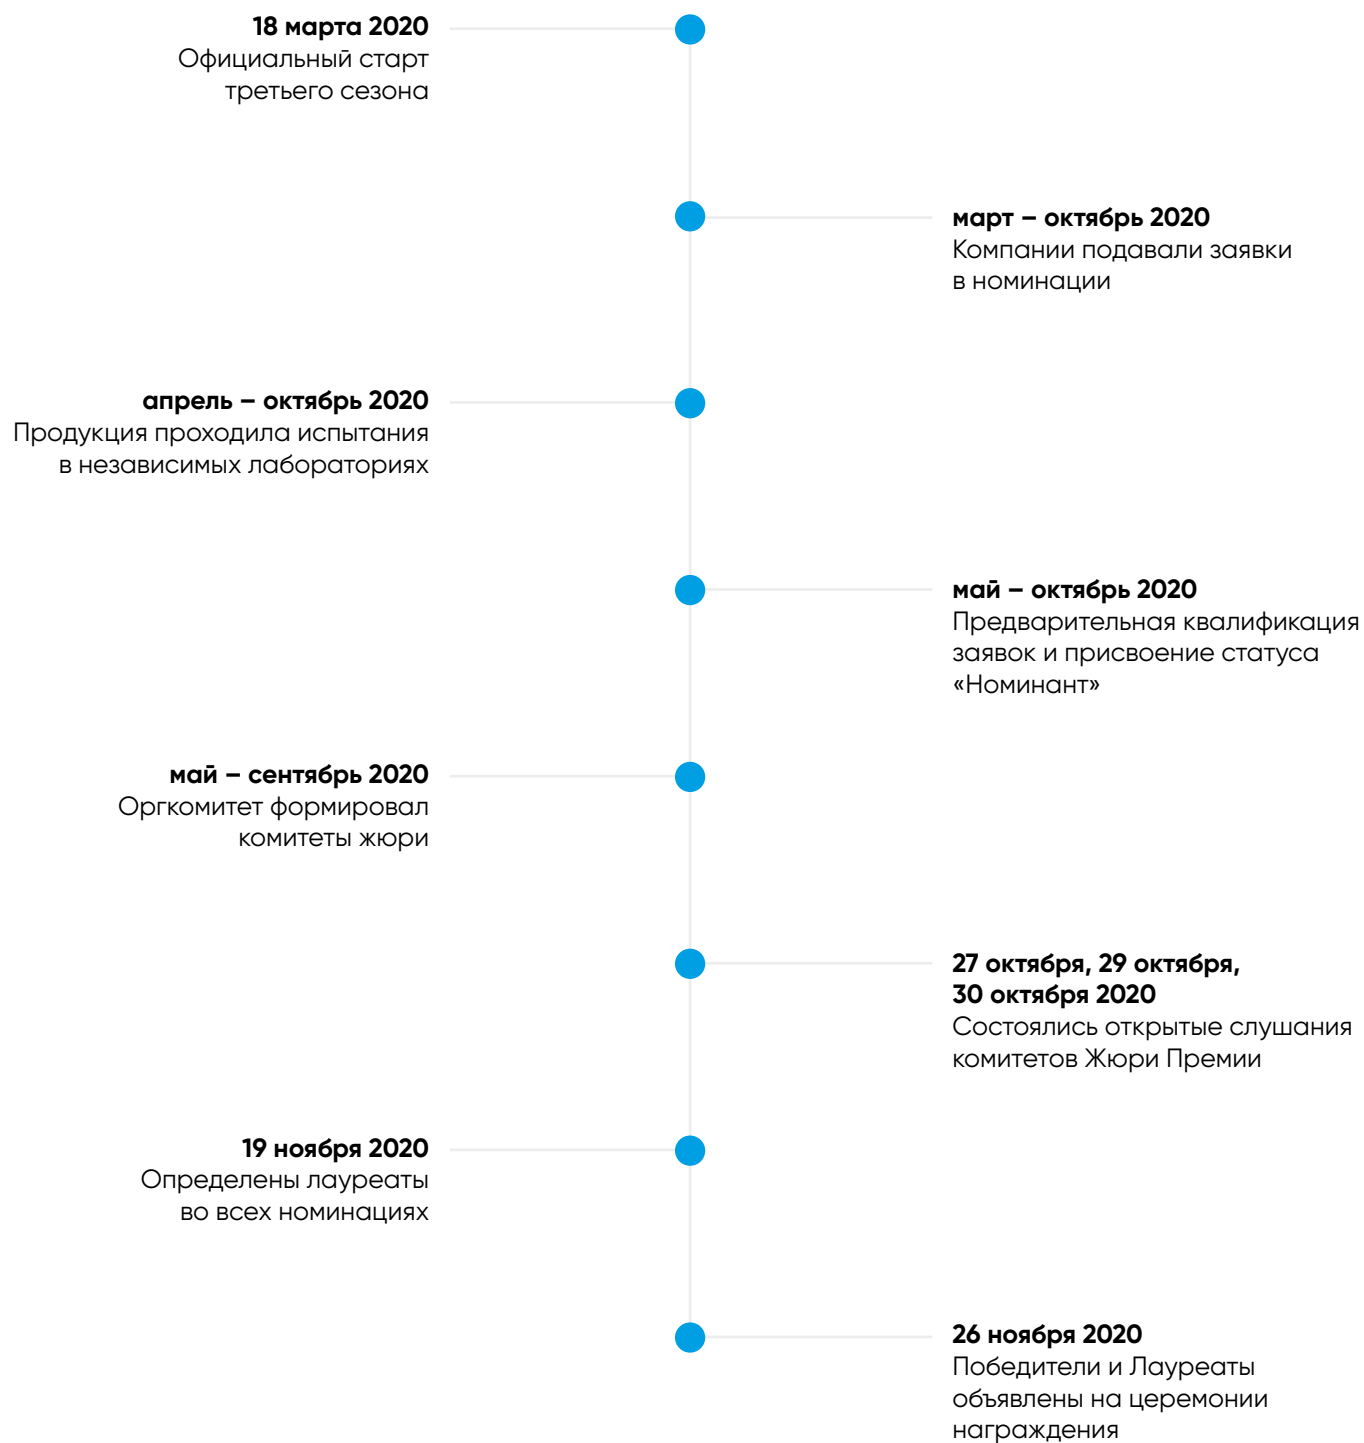 18 марта 2020
Официальный старт
третьего сезона
март – октябрь 2020
Компании подавали заявки
в номинации
апрель – октябрь 2020
Продукция проходила испытания
в независимых лабораториях
май – октябрь 2020
Предварительная квалификация
заявок и присвоение статуса
«Номинант»
май – сентябрь 2020
Оргкомитет формировал
комитеты жюри
27 октября, 29 октября,
30 октября 2020
Состоялись открытые слушания
комитетов Жюри Премии
19 ноября 2020
Определены лауреаты
во всех номинациях
26 ноября 2020
Победители и Лауреаты
объявлены на церемонии
награждения